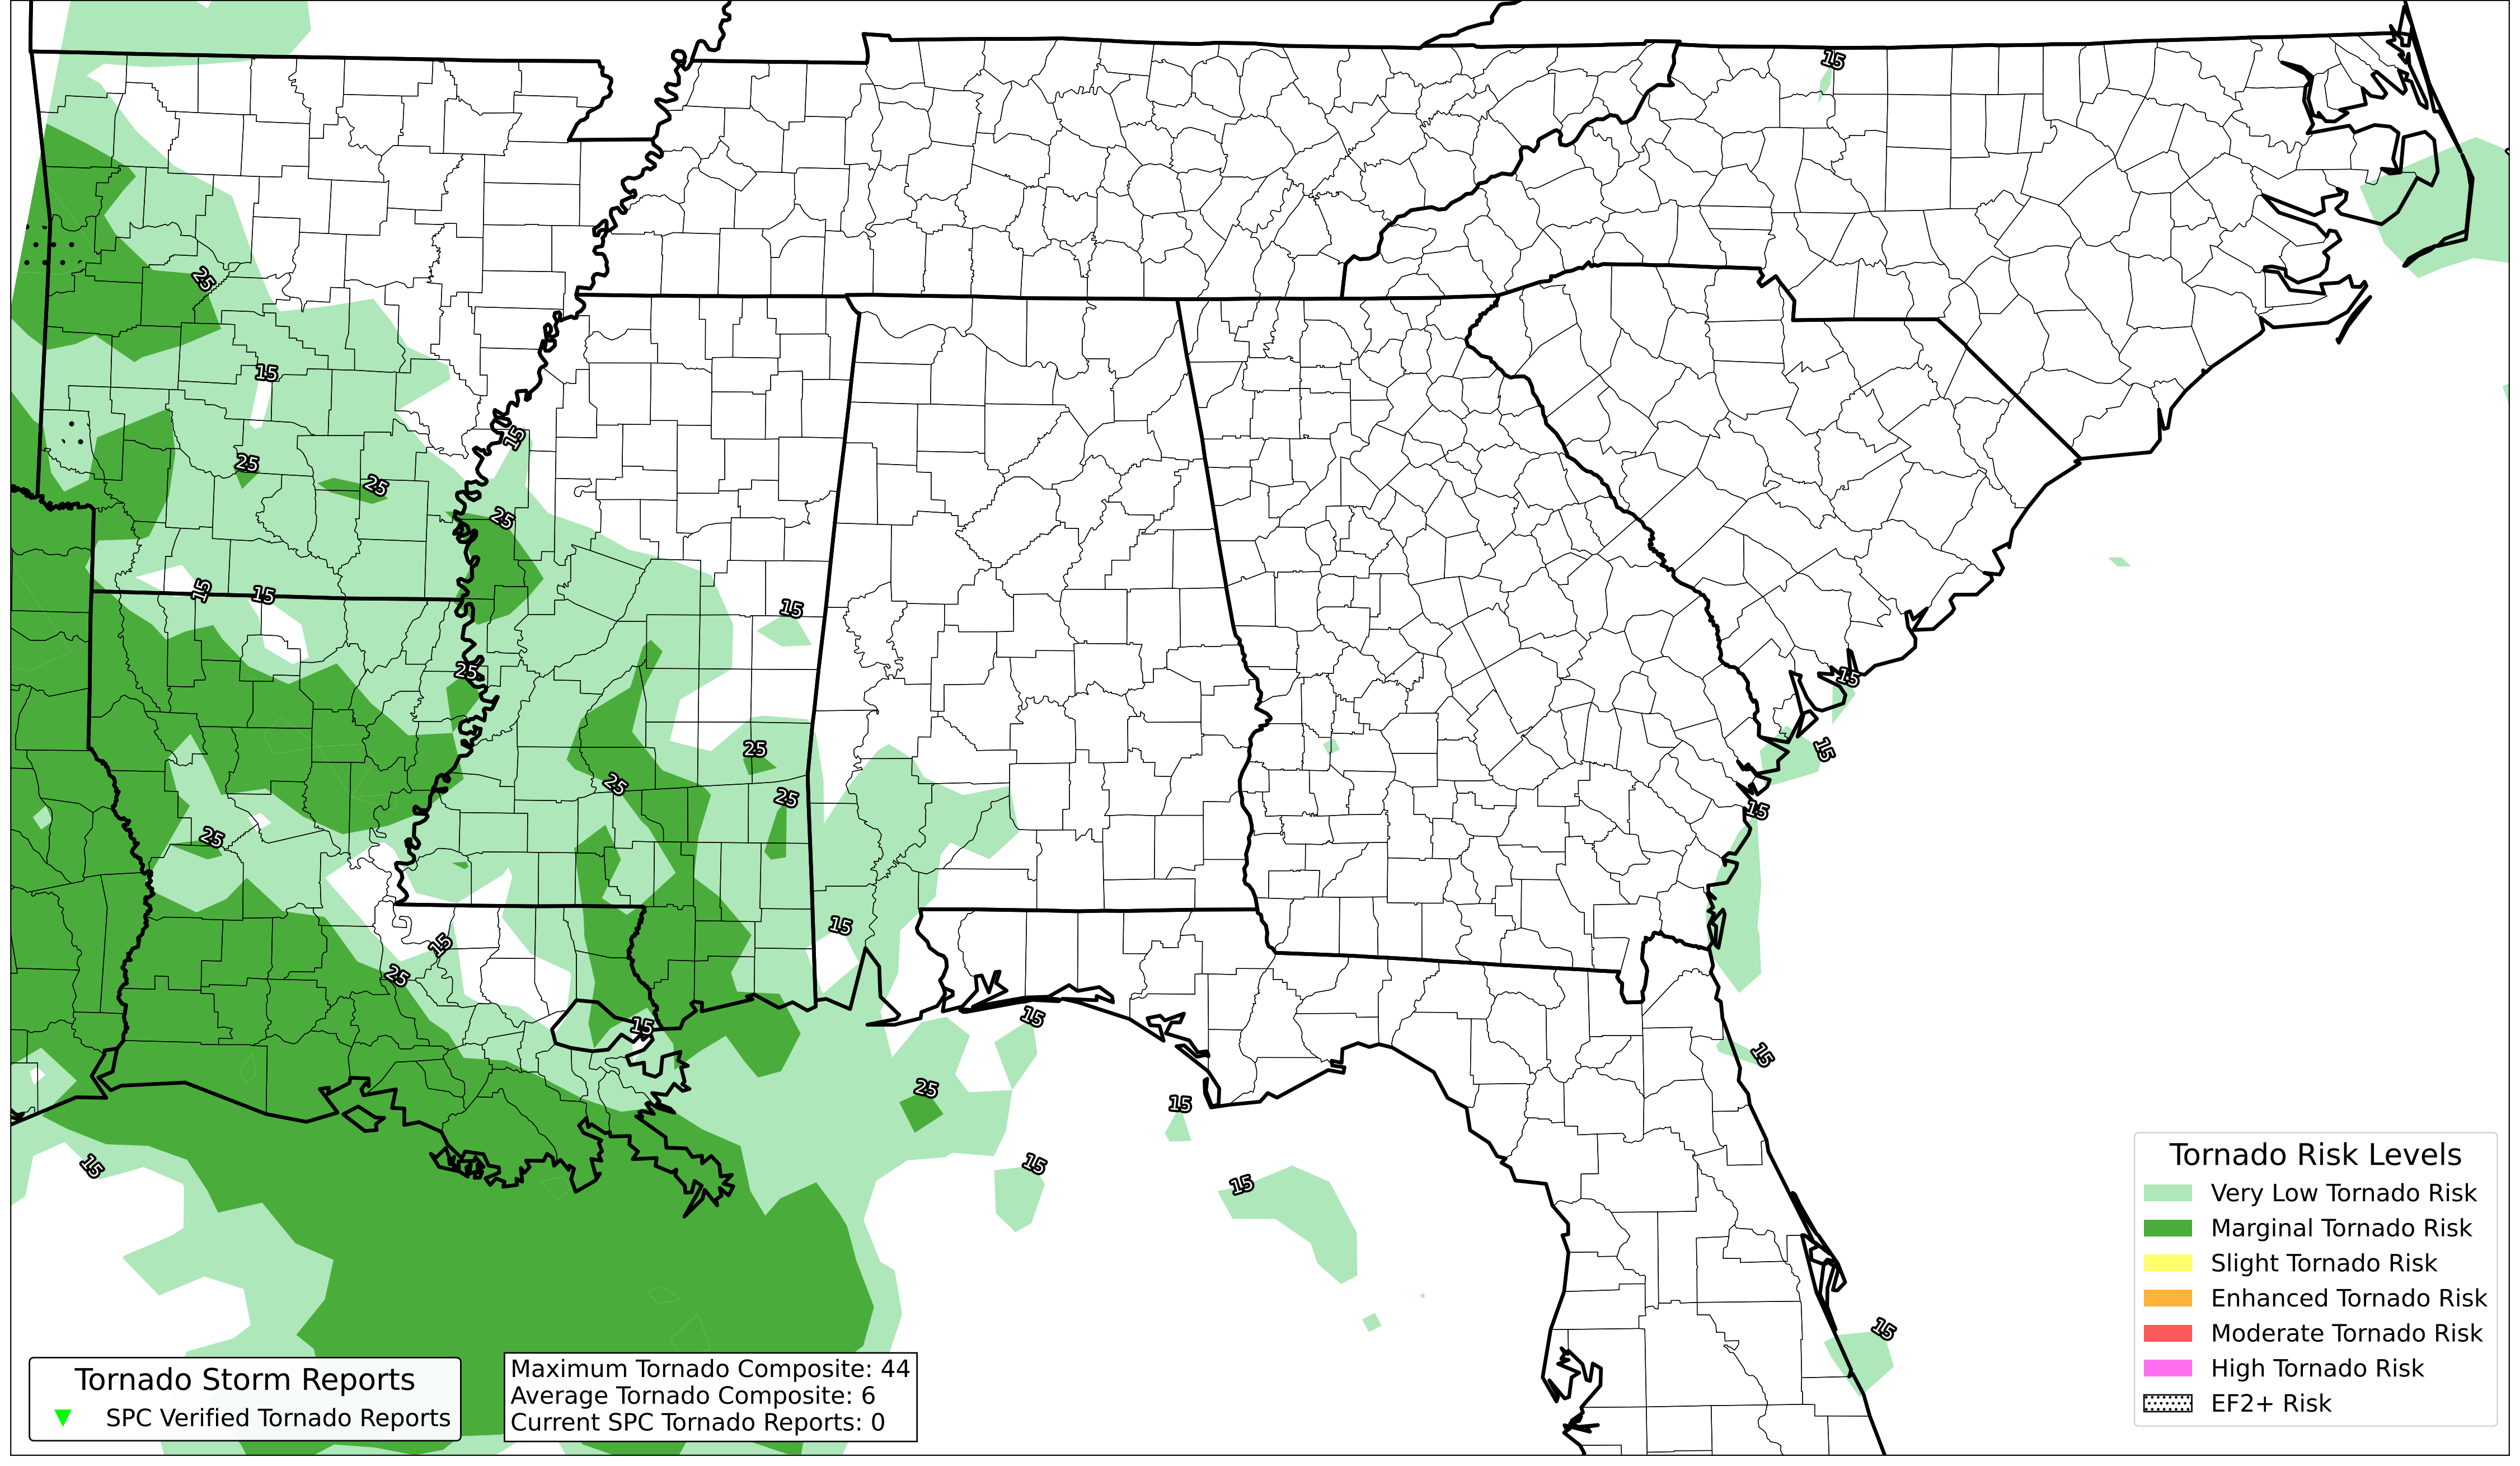 15
25
15
15
25
25
25
15
15
15
25
15
25
25
25
25
15
15
15
25
15
25
15
15
15
25
15
15
15
15
15
Tornado Storm Reports
SPC Verified Tornado Reports
Maximum Tornado Composite: 44
Average Tornado Composite: 6
Current SPC Tornado Reports: 0
Tornado Risk Levels
Very Low Tornado Risk
Marginal Tornado Risk
Slight Tornado Risk
Enhanced Tornado Risk
Moderate Tornado Risk
High Tornado Risk
EF2+ Risk